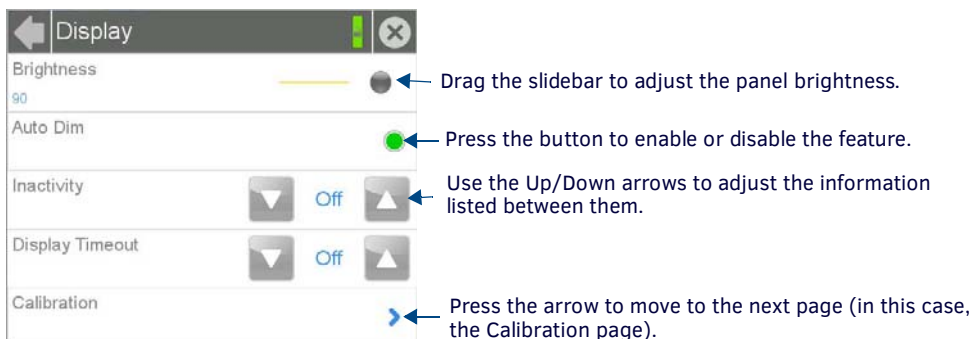 Display
Brightness
90
Drag the slidebar to adjust the panel brightness.
Auto Dim
Press the button to enable or disable the feature.
Inactivity
Off
Use the Up/Down arrows to adjust the information
listed between them.
Display Timeout
Off
Calibration
Press the arrow to move to the next page (in this case,
the Calibration page).